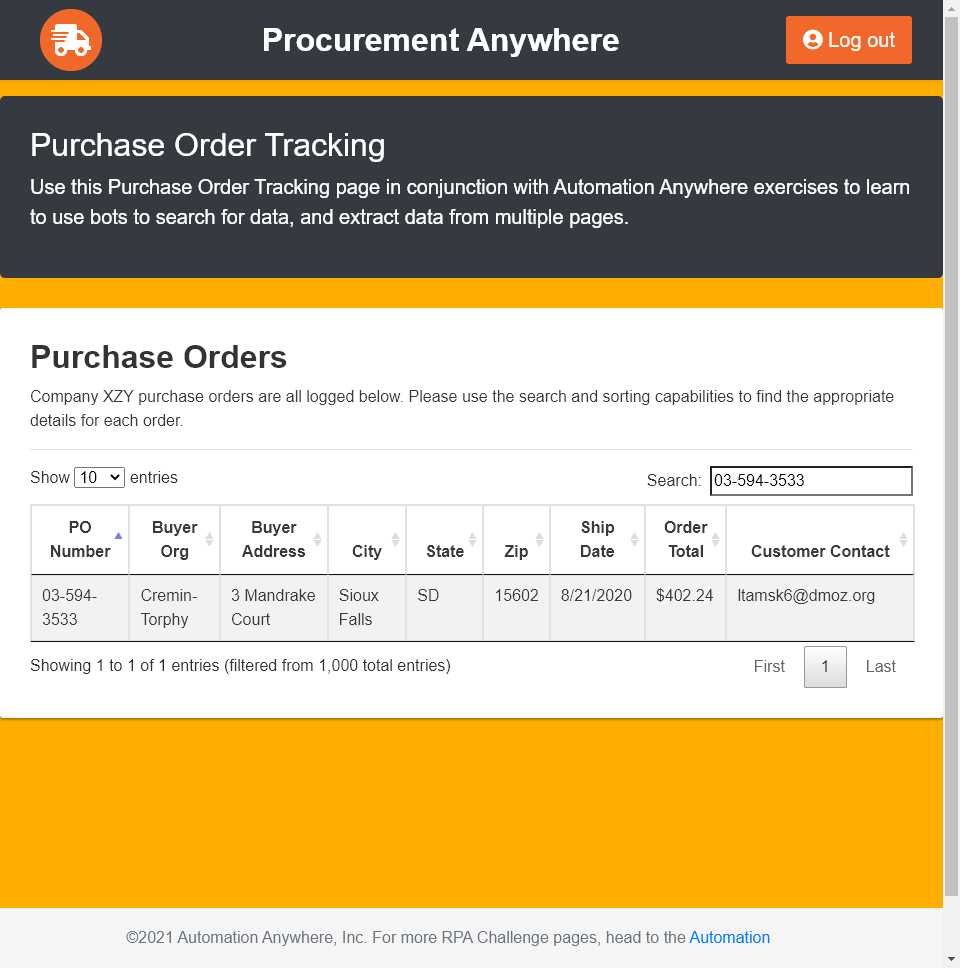 Procurement Anywhere
Log out
Purchase Order Tracking
Use this Purchase Order Tracking page in conjunction with Automation Anywhere exercises to learn
to use bots to search for data, and extract data from multiple pages.
Purchase Orders
Company XZY purchase orders are all logged below. Please use the search and sorting capabilities to find the appropriate
details for each order.
Show 10 entries
Search: 03-594-3533
PO Number Buyer Org Buyer Address City State Zip Ship Date Order Total Customer Contact
03-594-3533 Cremin-Torphy 3 Mandrake Court Sioux Falls SD 15602 8/21/2020 $402.24 ltamsk6@dmoz.org
Showing 1 to 1 of 1 entries (filtered from 1,000 total entries)
First 1 Last
©2021 Automation Anywhere, Inc. For more RPA Challenge pages, head to the Automation